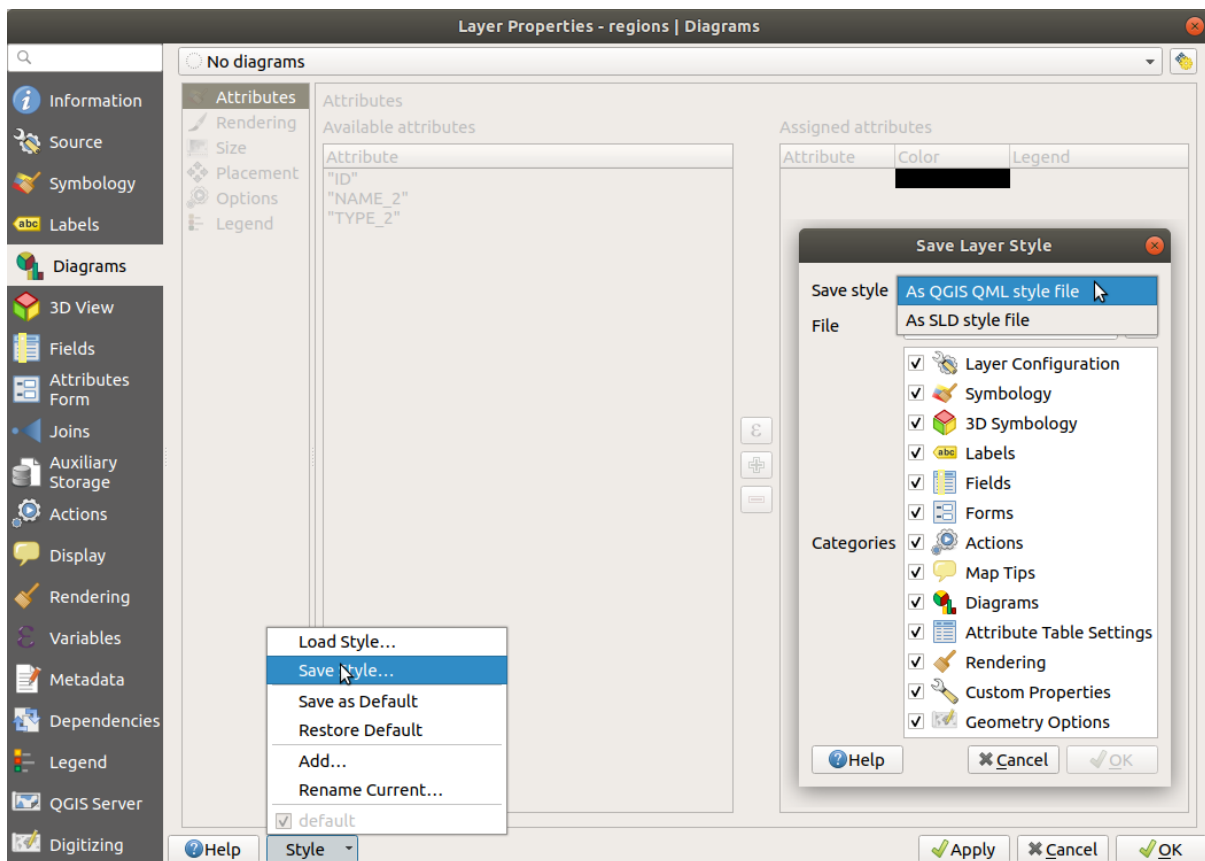 Layer Properties - regions | Diagrams
No diagrams
Information
Source
Symbology
abc Labels
Diagrams
3D View
Fields
Attributes
Form
Joins
Auxiliary
Storage
Actions
Display
Rendering
Variables
Metadata
Dependencies
Legend
QGIS Server
Digitizing
Attributes
Rendering
Size
Placement
Options
Legend
Attributes
Available attributes
Attribute
"ID"
"NAME_2"
"TYPE_2"
ε
Assigned attributes
Attribute Color Legend
Save Layer Style
Save style As QGIS QML style file
As SLD style file
File
Categories
Layer Configuration
Symbology
3D Symbology
abc Labels
Fields
Forms
Actions
Map Tips
Diagrams
Attribute Table Settings
Rendering
Custom Properties
Geometry Options
Help Cancel OK
Load Style...
Save Style...
Save as Default
Restore Default
Add...
Rename Current...
default
Help Style Apply Cancel OK